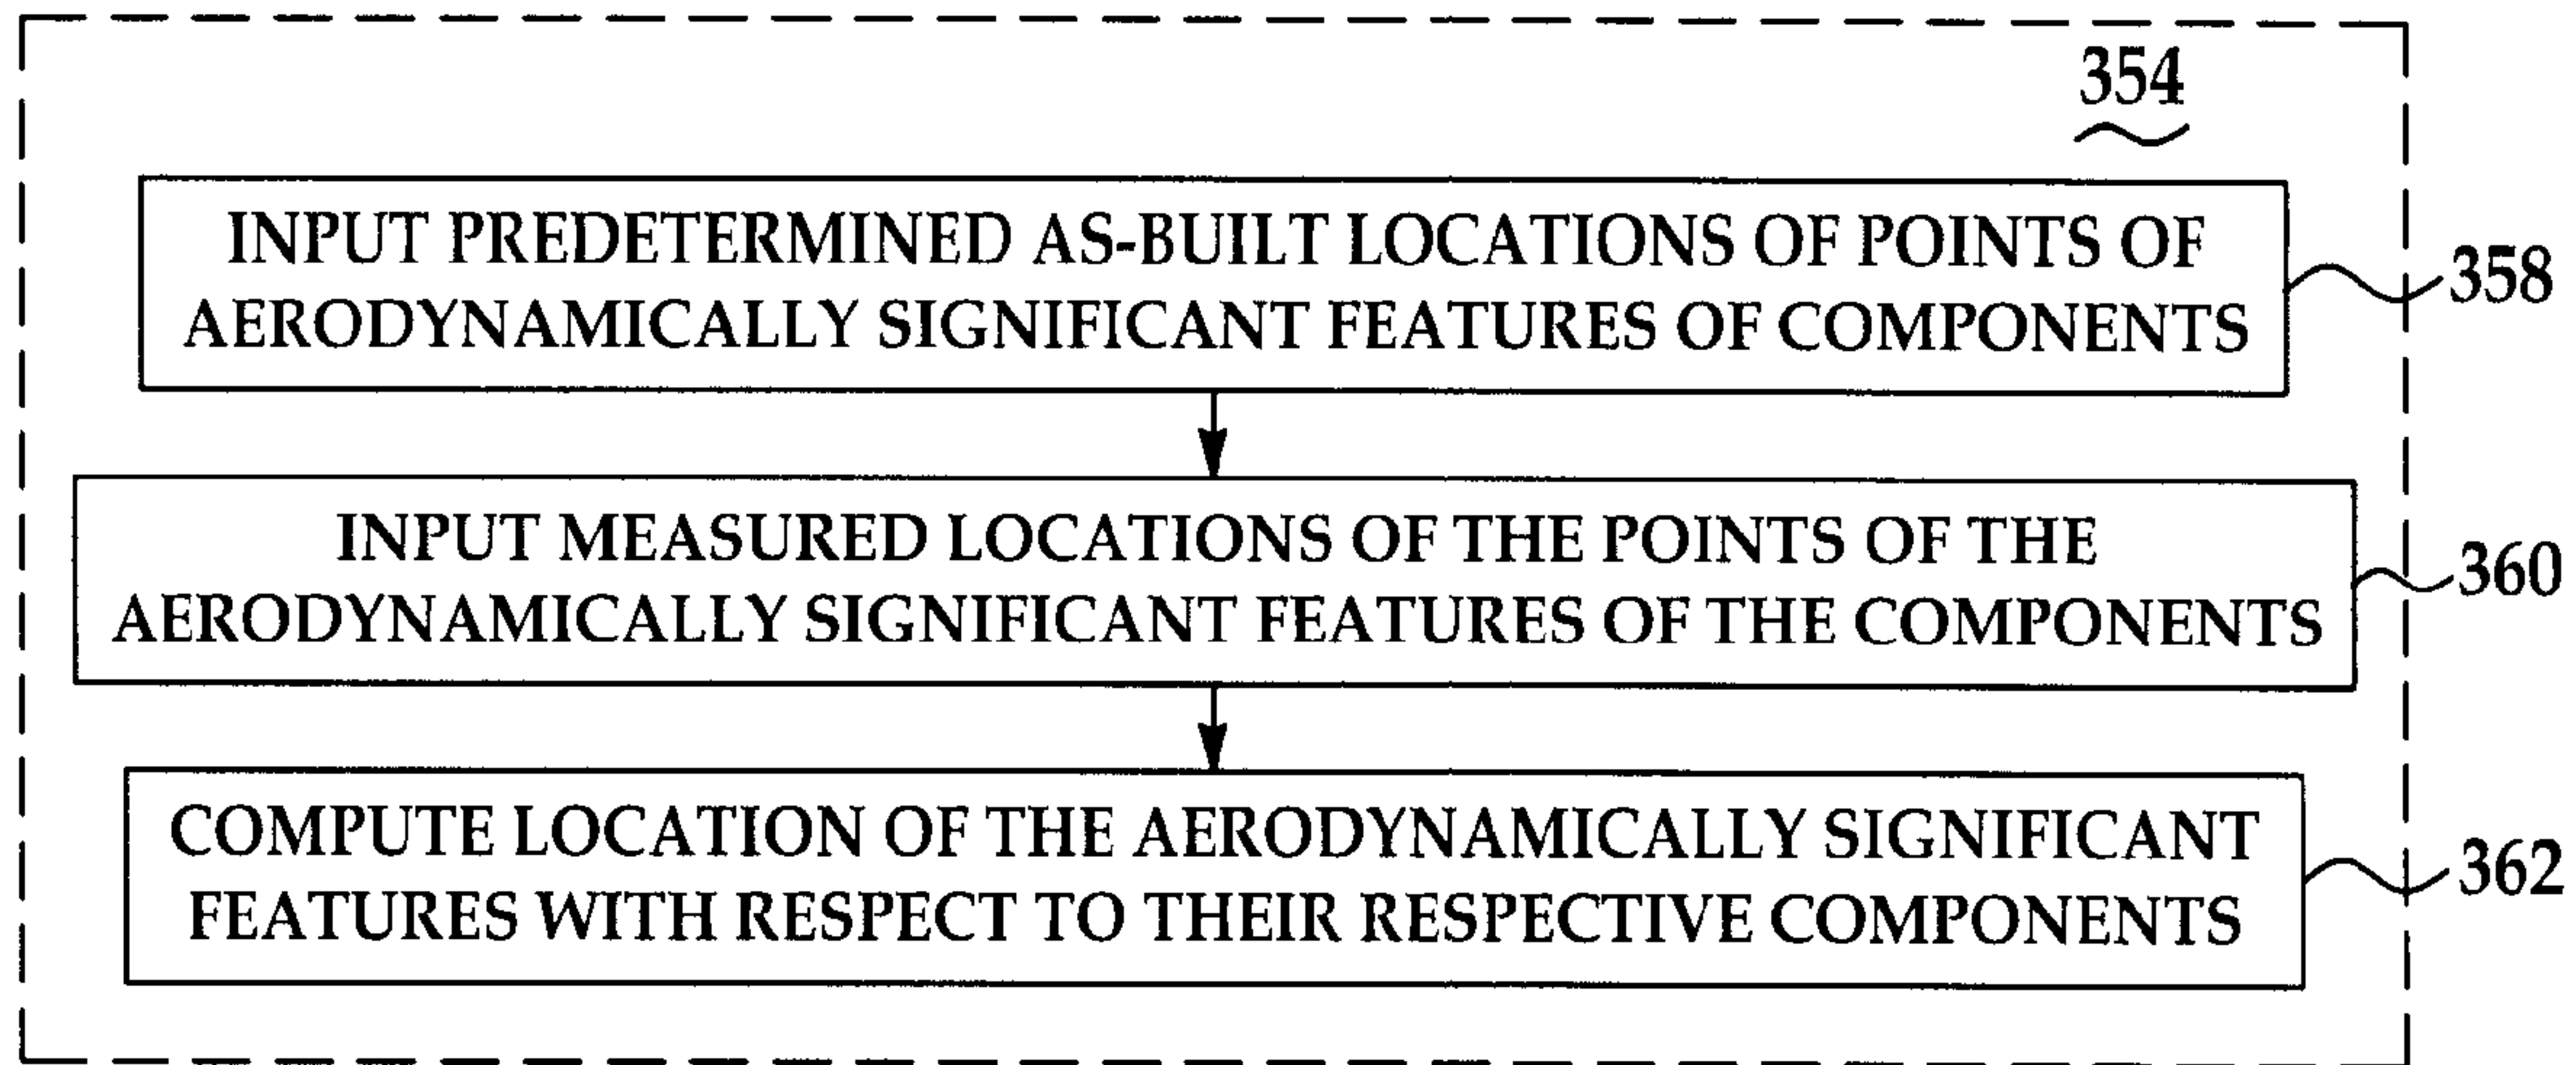 354
INPUT PREDETERMINED AS-BUILT LOCATIONS OF POINTS OF
AERODYNAMICALLY SIGNIFICANT FEATURES OF COMPONENTS
358
INPUT MEASURED LOCATIONS OF THE POINTS OF THE
AERODYNAMICALLY SIGNIFICANT FEATURES OF THE COMPONENTS
360
COMPUTE LOCATION OF THE AERODYNAMICALLY SIGNIFICANT
FEATURES WITH RESPECT TO THEIR RESPECTIVE COMPONENTS
362